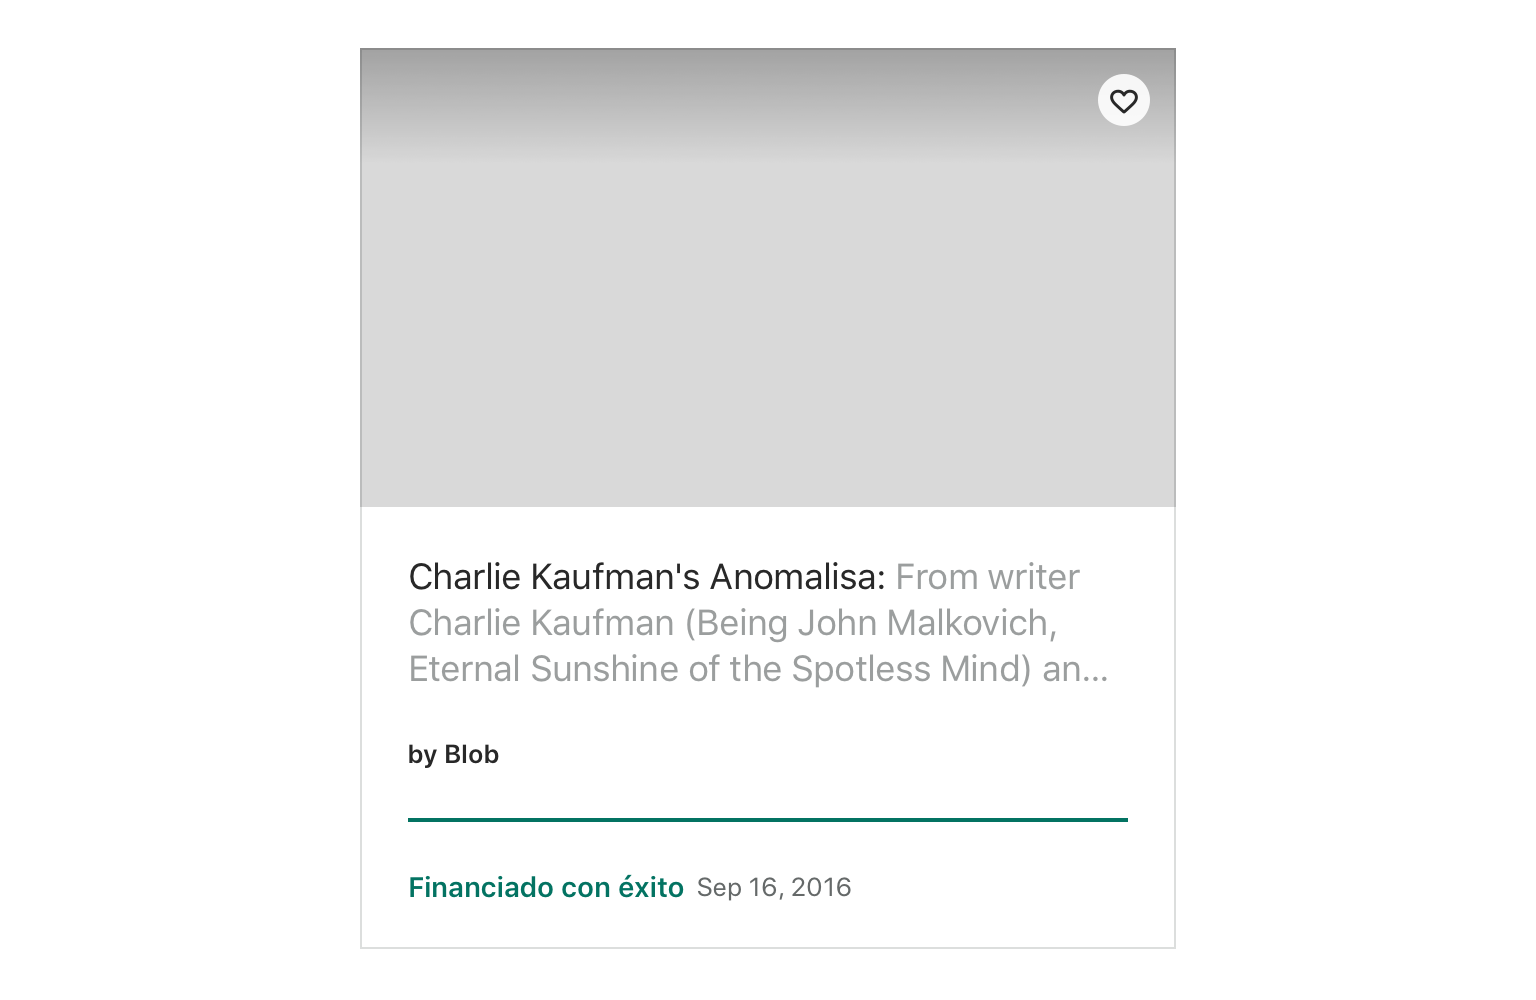 Charlie Kaufman's Anomalisa: From writer
Charlie Kaufman (Being John Malkovich,
Eternal Sunshine of the Spotless Mind) an…
by Blob
Financiado con éxito Sep 16, 2016